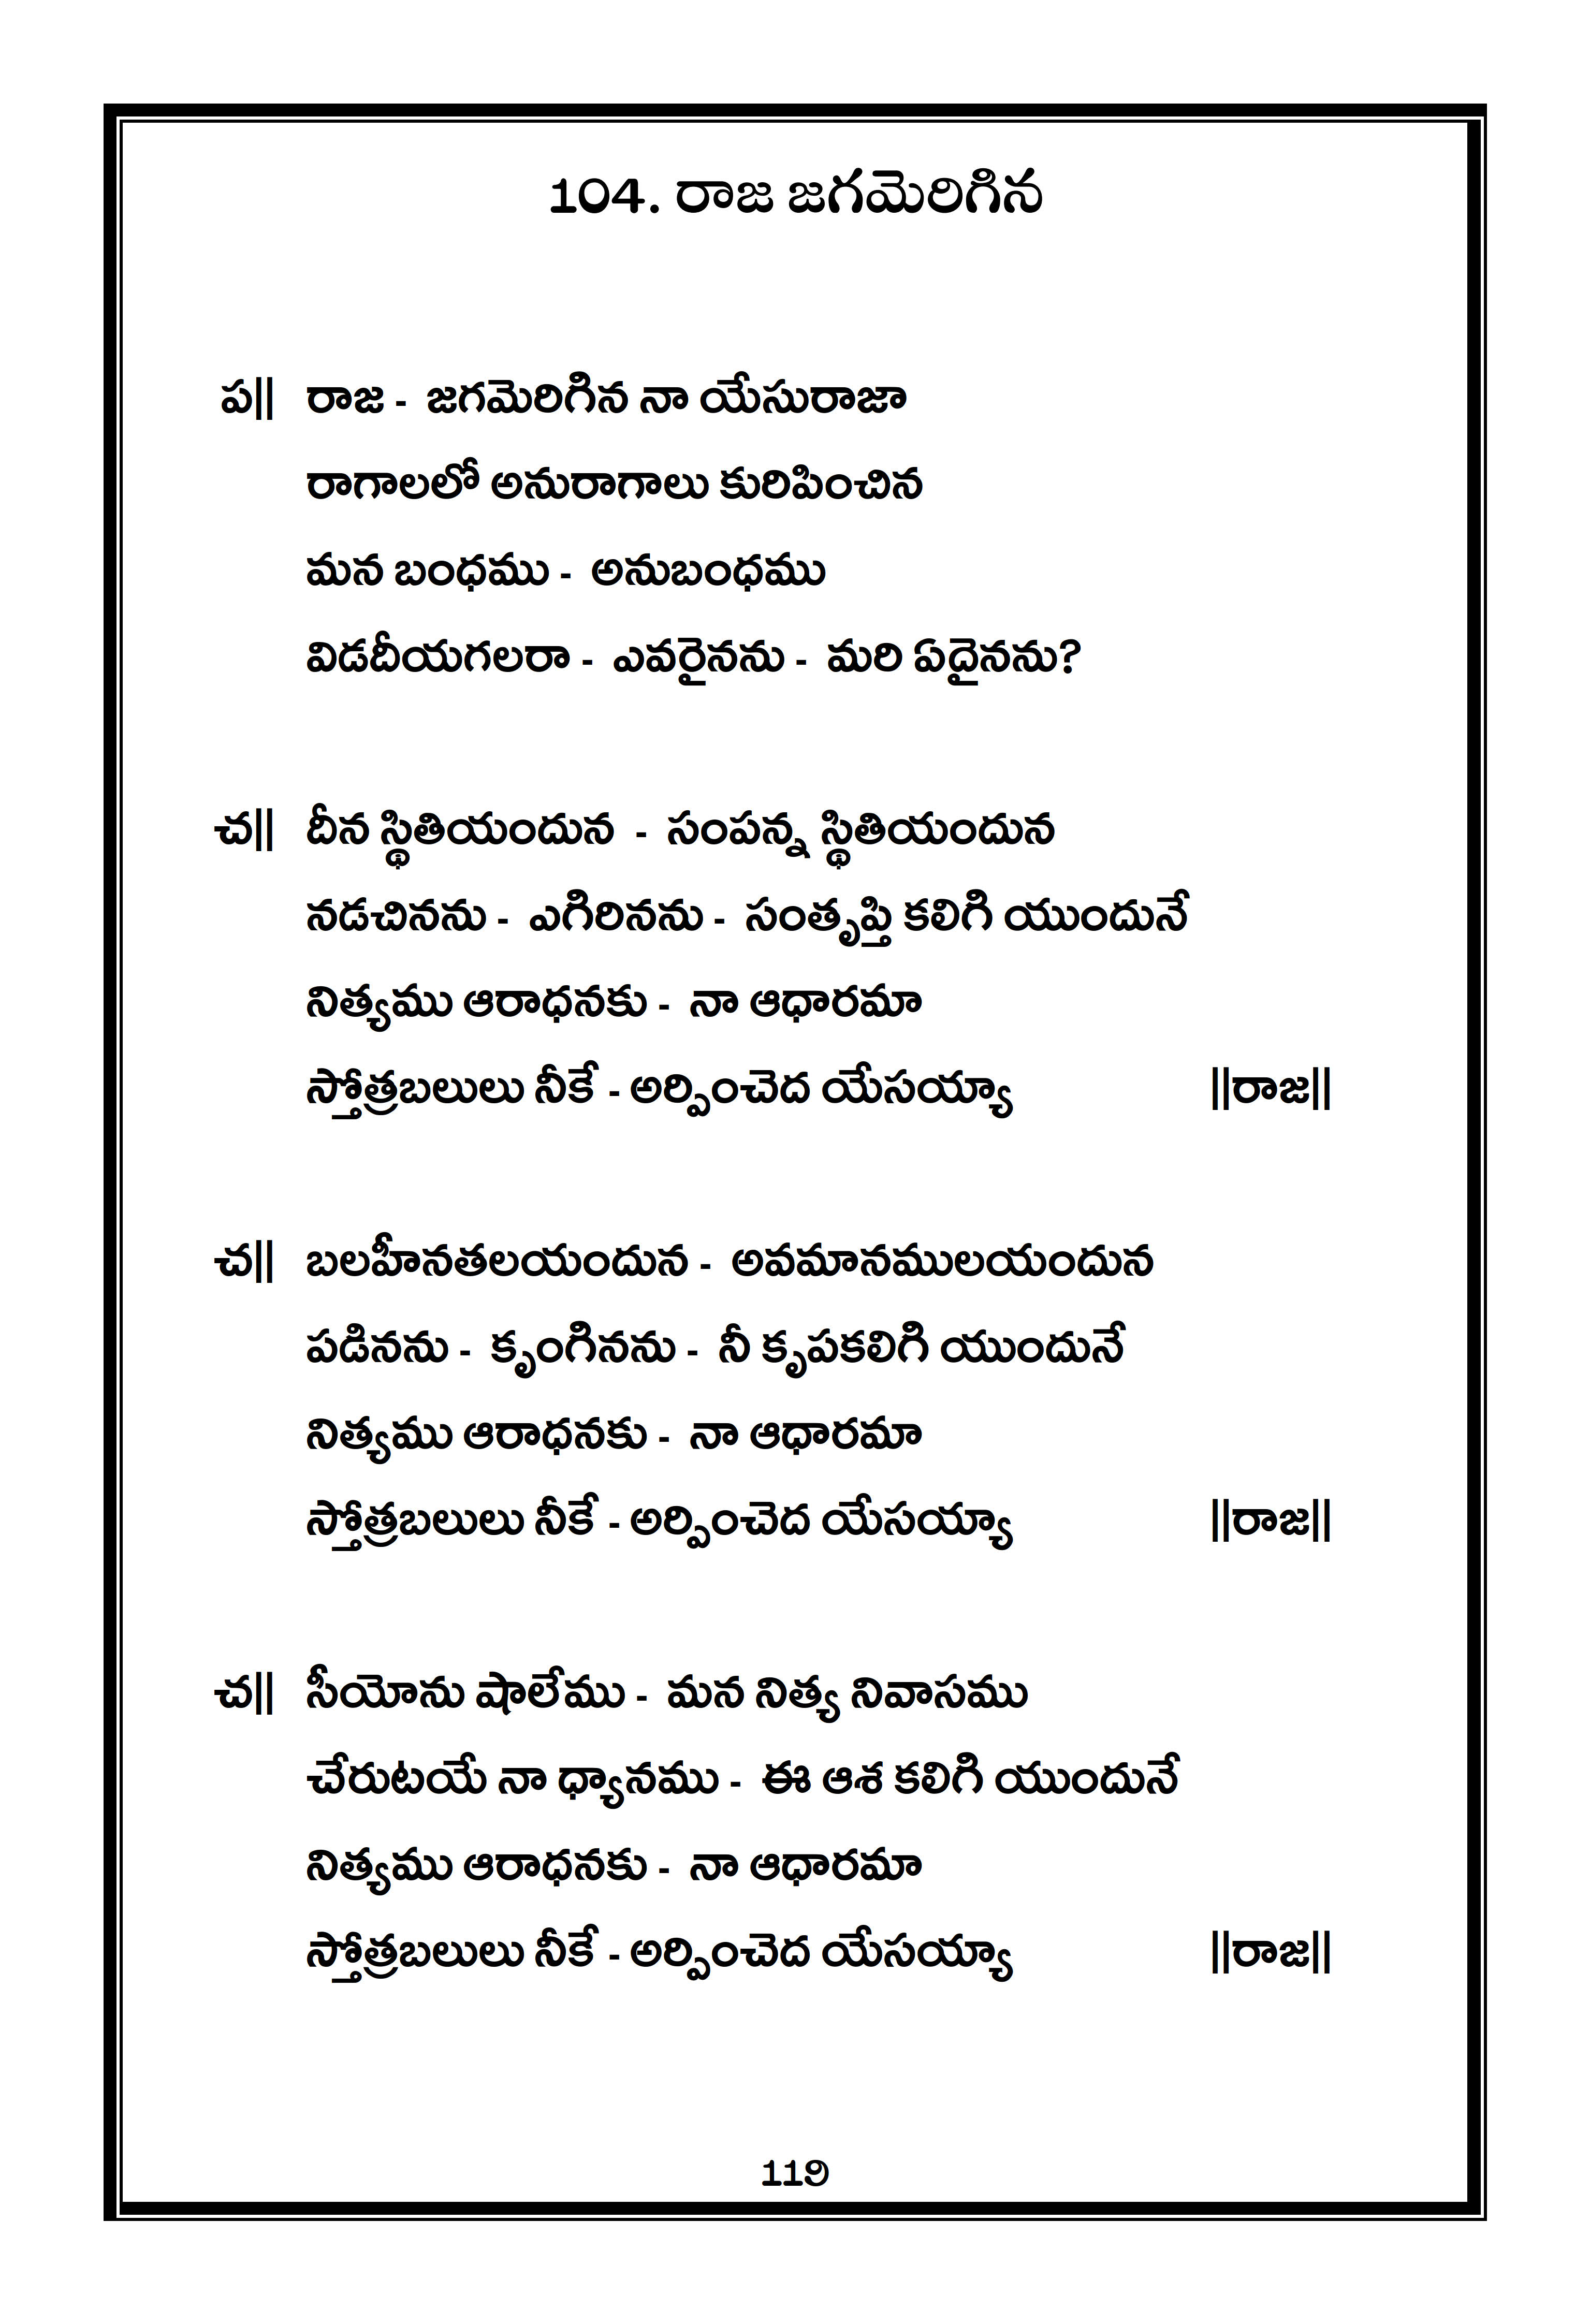 104. రాజ జగమెరిగిన
ప|| రాజ - జగమెరిగిన నా యేసురాజా
రాగాలలో అనురాగాలు కురిపించిన
మన బంధము - అనుబంధము
విడదీయగలరా - ఎవరైనను - మరి ఏదైనను?
చ|| దీన స్థితియందున - సంపన్న స్థితియందున
నడచినను - ఎగిరినను - సంతృప్తి కలిగి యుందునే
నిత్యము ఆరాధనకు - నా ఆధారమా
స్తోత్రబలులు నీకే - అర్పించెద యేసయ్యా ||రాజ||
చ|| బలహీనతలయందున - అవమానములయందున
పడినను - కృంగినను - నీ కృపకలిగి యుందునే
నిత్యము ఆరాధనకు - నా ఆధారమా
స్తోత్రబలులు నీకే - అర్పించెద యేసయ్యా ||రాజ||
చ|| సీయోను షాలేము - మన నిత్య నివాసము
చేరుటయే నా ధ్యానము - ఈ ఆశ కలిగి యుందునే
నిత్యము ఆరాధనకు - నా ఆధారమా
స్తోత్రబలులు నీకే - అర్పించెద యేసయ్యా ||రాజ||
119